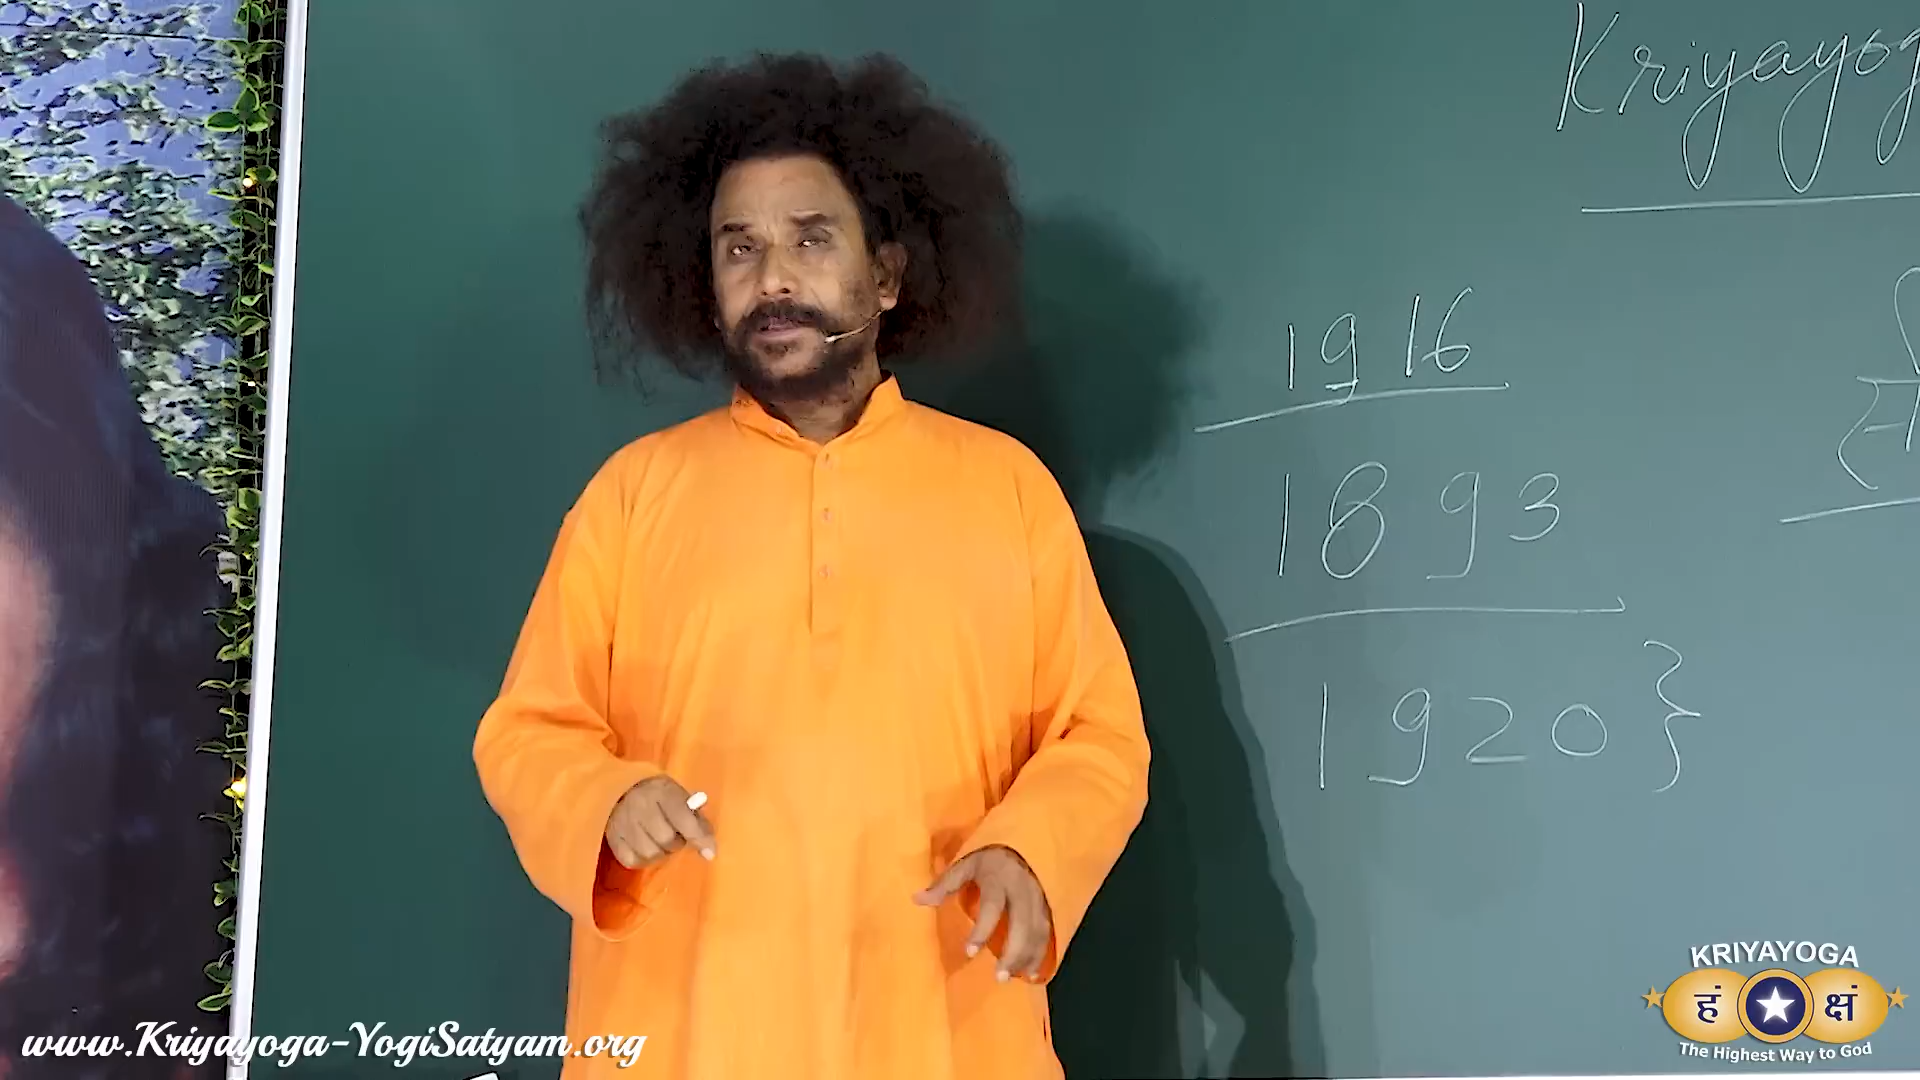 Kriyayog
1916
1893
1920 }
www.Kriyayoga-YogiSatyam.org
KRIYAYOGA
हं क्षं
The Highest Way to God